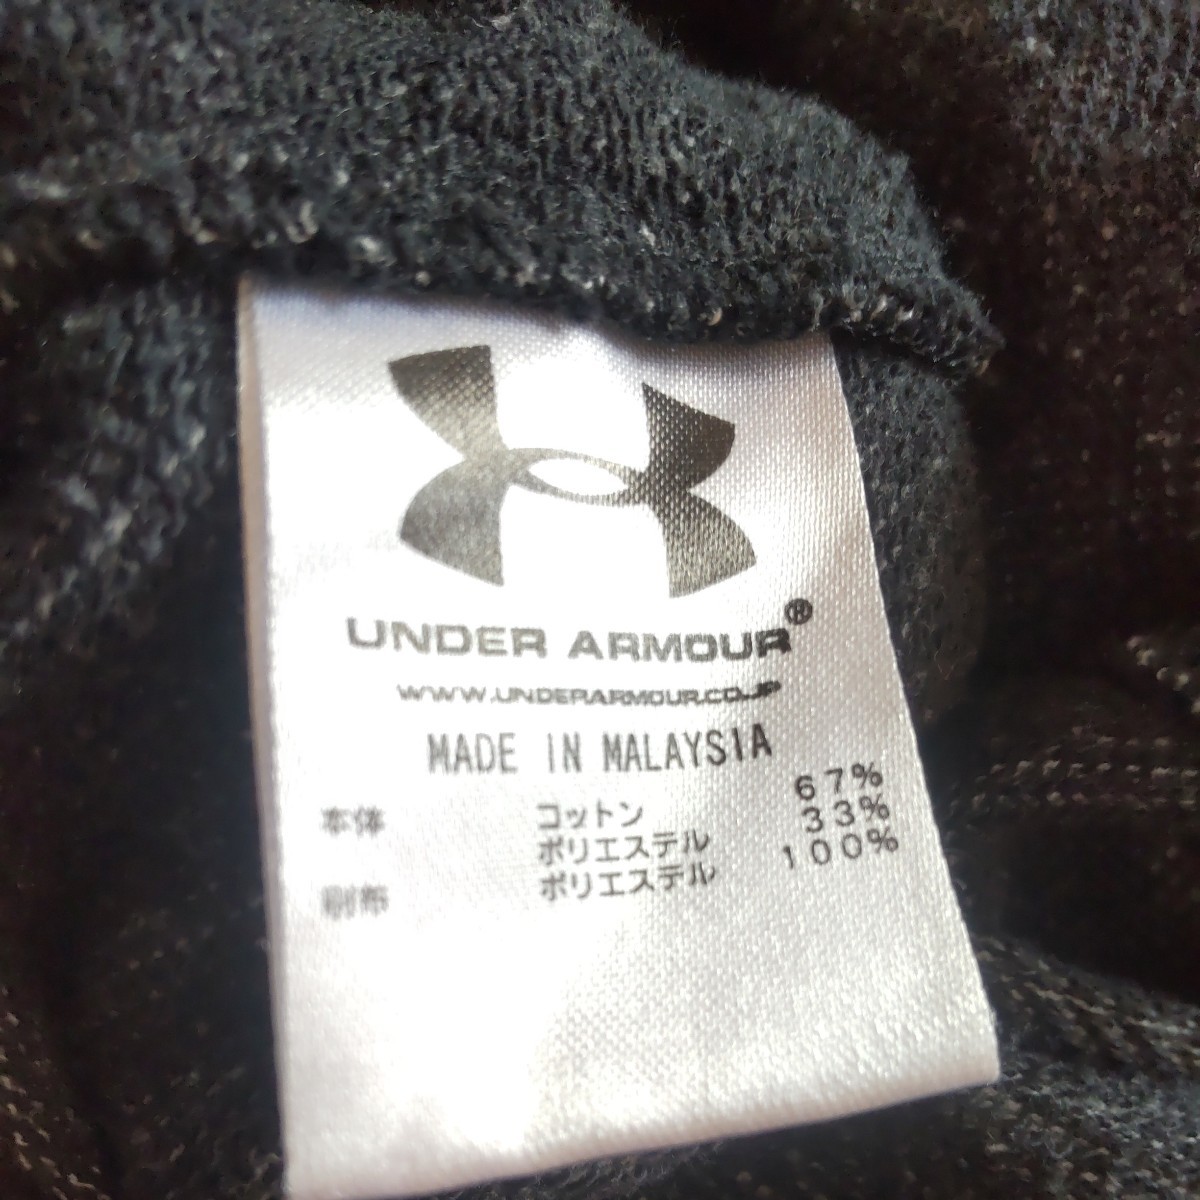 UNDER ARMOUR®
WWW.UNDERARMOUR.CO.JP
MADE IN MALAYSIA
本体 コットン 67%
ポリエステル 33%
別布 ポリエステル 100%